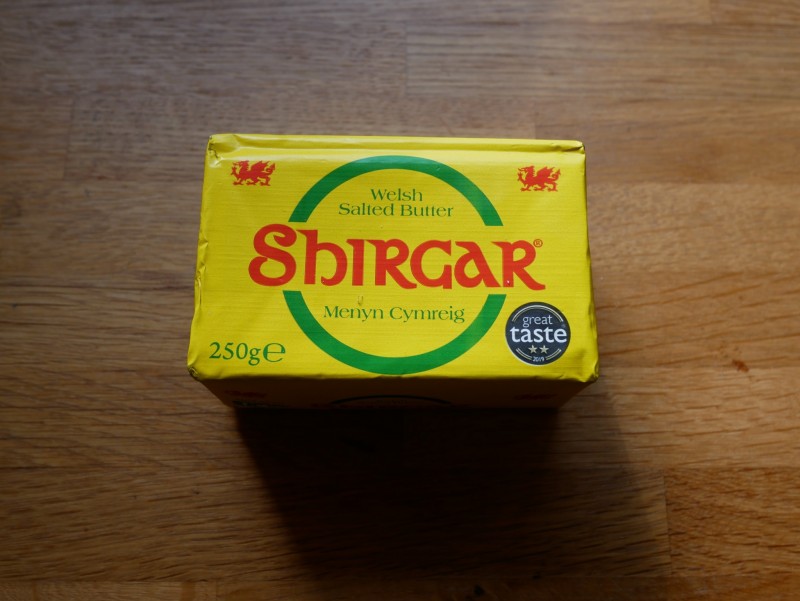 Welsh
Salted Butter
Shirgar®
Menyn Cymreig
250g℮
great
taste
2019